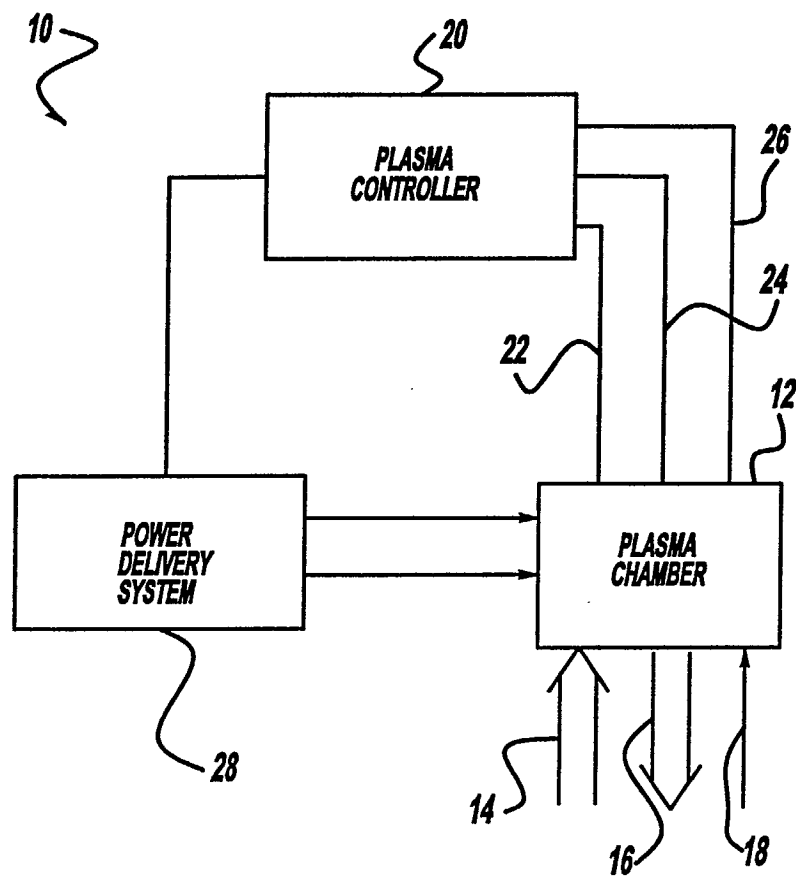 10
20
PLASMA
CONTROLLER
26
24
22
12
POWER
DELIVERY
SYSTEM
PLASMA
CHAMBER
28
14
16
18